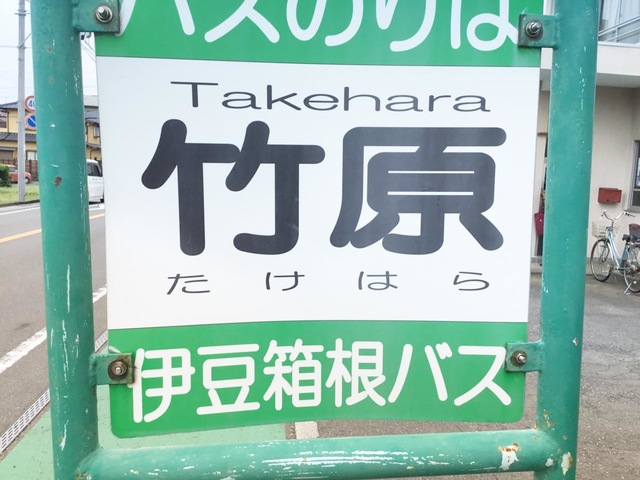 バスのりば
Takehara
竹原
たけはら
伊豆箱根バス